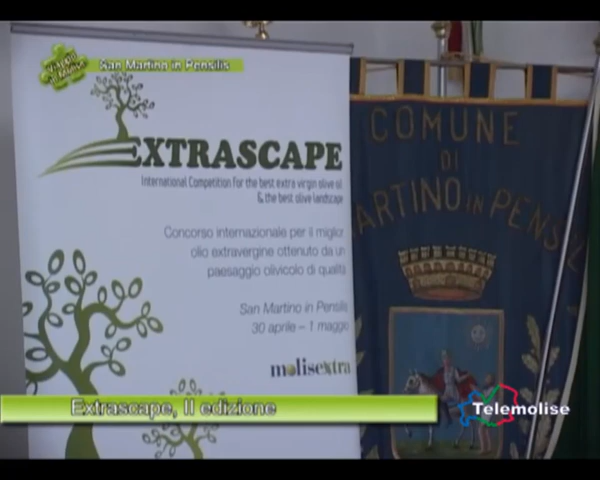 San Martino in Pensilis
EXTRASCAPE
International Competition for the best extra virgin olive oil
& the best olive landscape
Concorso internazionale per il miglior
olio extravergine ottenuto da un
paesaggio olivicolo di qualità
San Martino in Pensilis
30 aprile – 1 maggio
molisextra
COMUNE
DI
MARTINO IN PENSIL
Extrascape, II edizione
Telemolise